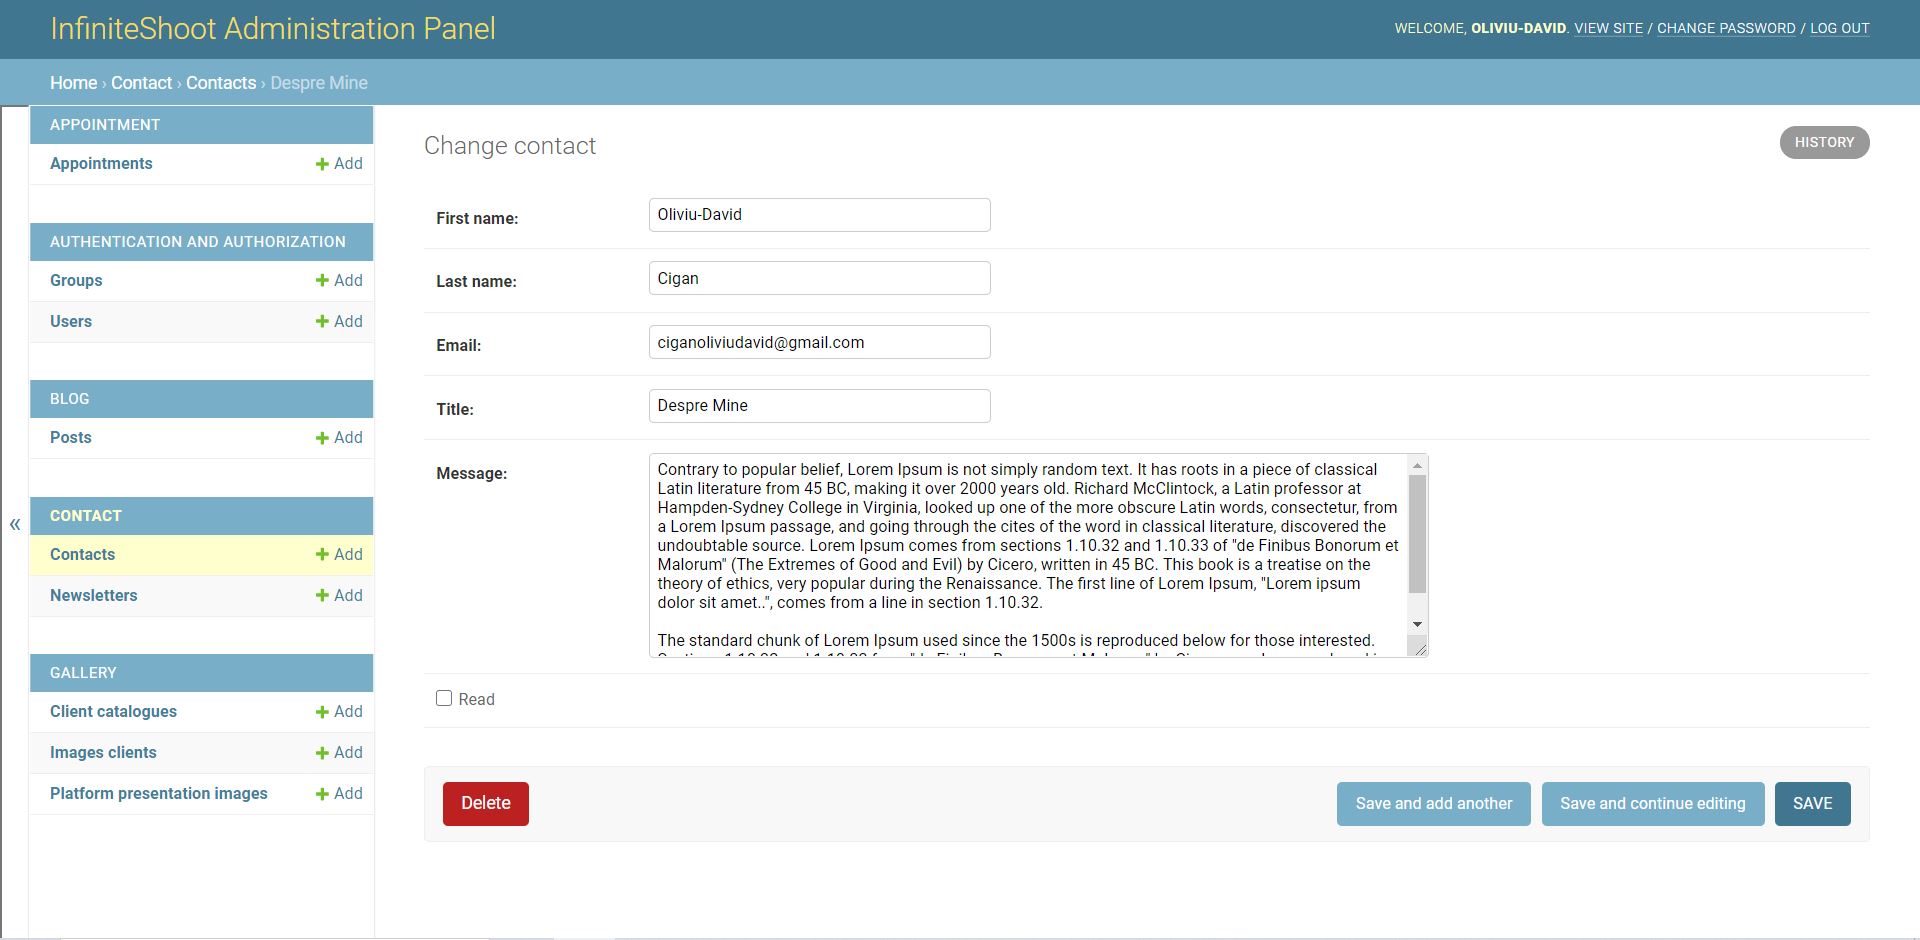 InfiniteShoot Administration Panel
WELCOME, OLIVIU-DAVID. VIEW SITE / CHANGE PASSWORD / LOG OUT
Home › Contact › Contacts › Despre Mine
APPOINTMENT
Appointments + Add
AUTHENTICATION AND AUTHORIZATION
Groups + Add
Users + Add
BLOG
Posts + Add
CONTACT
Contacts + Add
Newsletters + Add
GALLERY
Client catalogues + Add
Images clients + Add
Platform presentation images + Add
«
Change contact
HISTORY
First name: Oliviu-David
Last name: Cigan
Email: ciganoliviudavid@gmail.com
Title: Despre Mine
Message:
Contrary to popular belief, Lorem Ipsum is not simply random text. It has roots in a piece of classical
Latin literature from 45 BC, making it over 2000 years old. Richard McClintock, a Latin professor at
Hampden-Sydney College in Virginia, looked up one of the more obscure Latin words, consectetur, from
a Lorem Ipsum passage, and going through the cites of the word in classical literature, discovered the
undoubtable source. Lorem Ipsum comes from sections 1.10.32 and 1.10.33 of "de Finibus Bonorum et
Malorum" (The Extremes of Good and Evil) by Cicero, written in 45 BC. This book is a treatise on the
theory of ethics, very popular during the Renaissance. The first line of Lorem Ipsum, "Lorem ipsum
dolor sit amet..", comes from a line in section 1.10.32.
The standard chunk of Lorem Ipsum used since the 1500s is reproduced below for those interested.
Read
Delete
Save and add another
Save and continue editing
SAVE